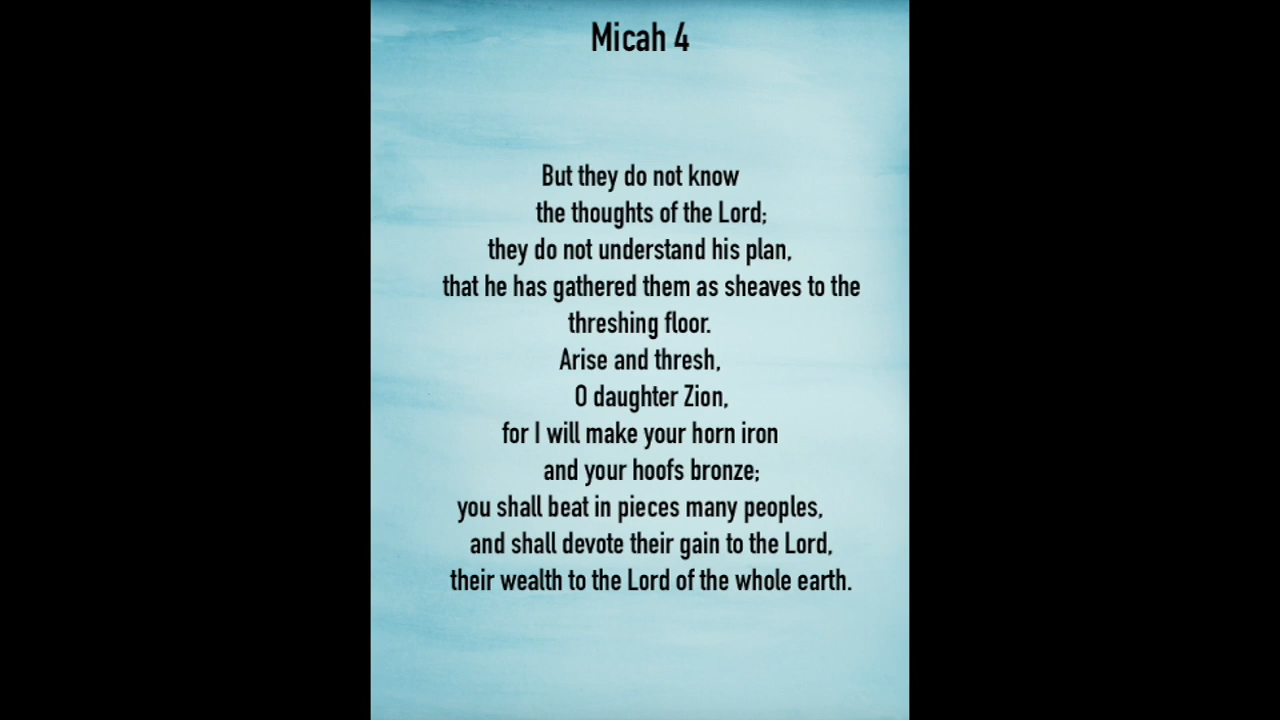 Micah 4
But they do not know
the thoughts of the Lord;
they do not understand his plan,
that he has gathered them as sheaves to the
threshing floor.
Arise and thresh,
O daughter Zion,
for I will make your horn iron
and your hoofs bronze;
you shall beat in pieces many peoples,
and shall devote their gain to the Lord,
their wealth to the Lord of the whole earth.